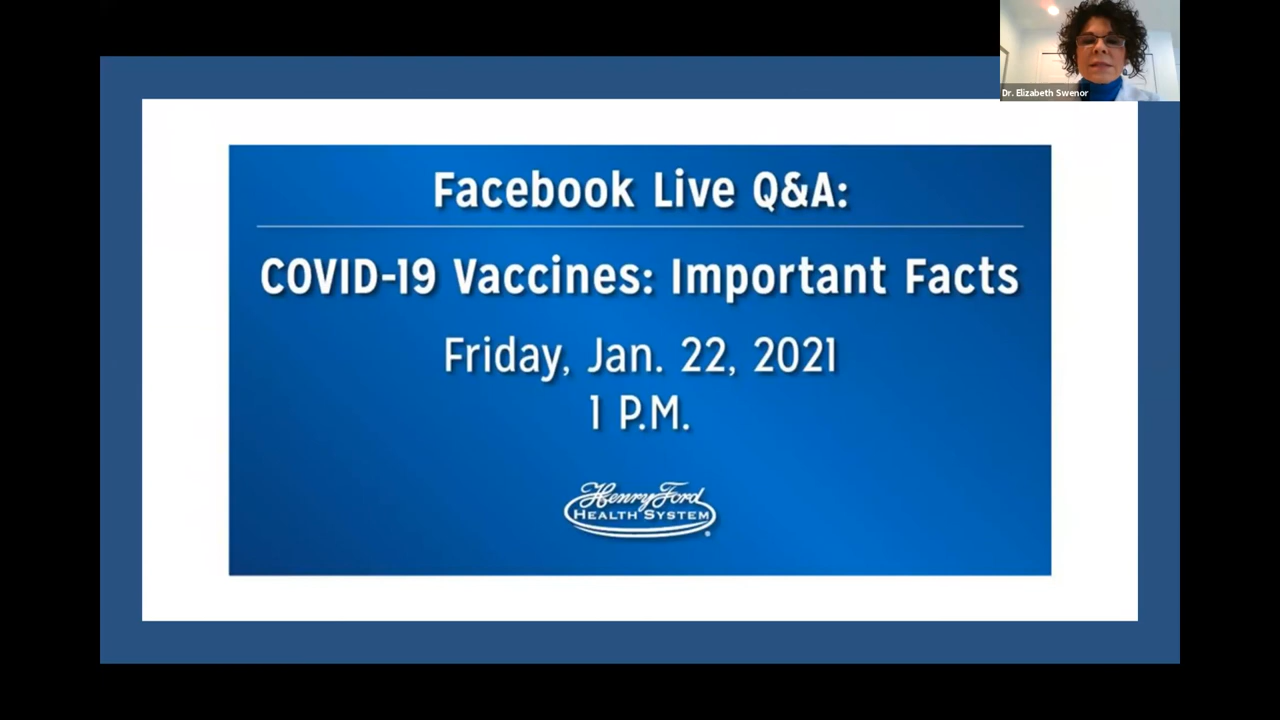 Dr. Elizabeth Swenor
Facebook Live Q&A:
COVID-19 Vaccines: Important Facts
Friday, Jan. 22, 2021
1 P.M.
Henry Ford
HEALTH SYSTEM®